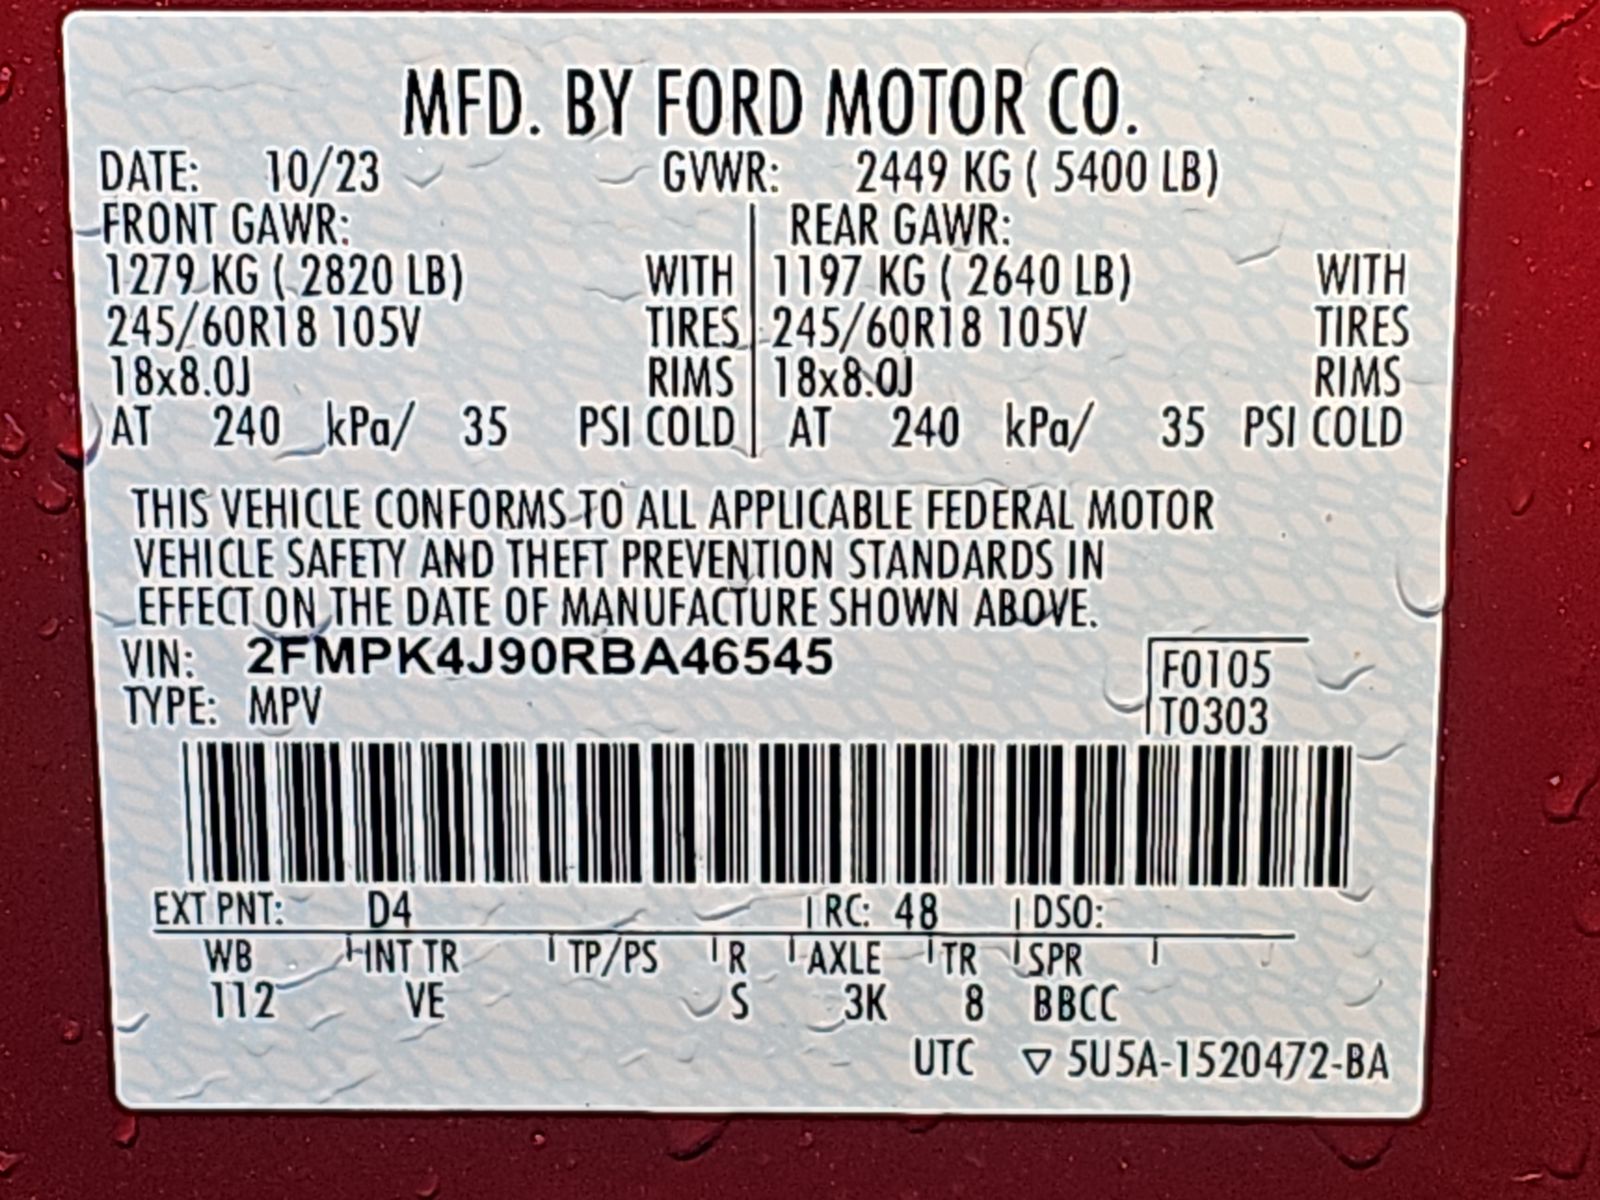 MFD. BY FORD MOTOR CO.
DATE: 10/23 GVWR: 2449 KG ( 5400 LB)
FRONT GAWR: REAR GAWR:
1279 KG ( 2820 LB) WITH 1197 KG ( 2640 LB) WITH
245/60R18 105V TIRES 245/60R18 105V TIRES
18x8.0J RIMS 18x8.0J RIMS
AT 240 kPa/ 35 PSI COLD AT 240 kPa/ 35 PSI COLD
THIS VEHICLE CONFORMS TO ALL APPLICABLE FEDERAL MOTOR
VEHICLE SAFETY AND THEFT PREVENTION STANDARDS IN
EFFECT ON THE DATE OF MANUFACTURE SHOWN ABOVE.
VIN: 2FMPK4J90RBA46545
F0105
TYPE: MPV
T0303
EXT PNT: D4 RC: 48 DSO:
WB INT TR TP/PS R AXLE TR SPR
112 VE S 3K 8 BBCC
UTC ▽ 5U5A-1520472-BA